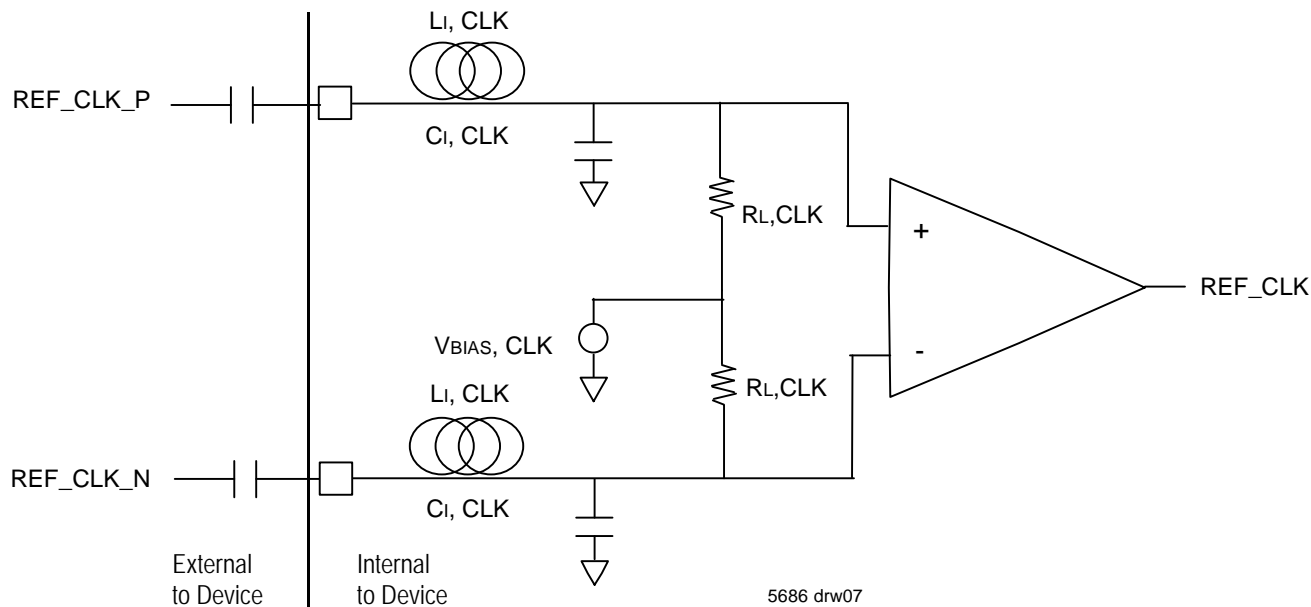 LI, CLK
REF_CLK_P
CI, CLK
RL,CLK
+
REF_CLK
VBIAS, CLK
-
RL,CLK
LI, CLK
REF_CLK_N
CI, CLK
External
to Device
Internal
to Device
5686 drw07